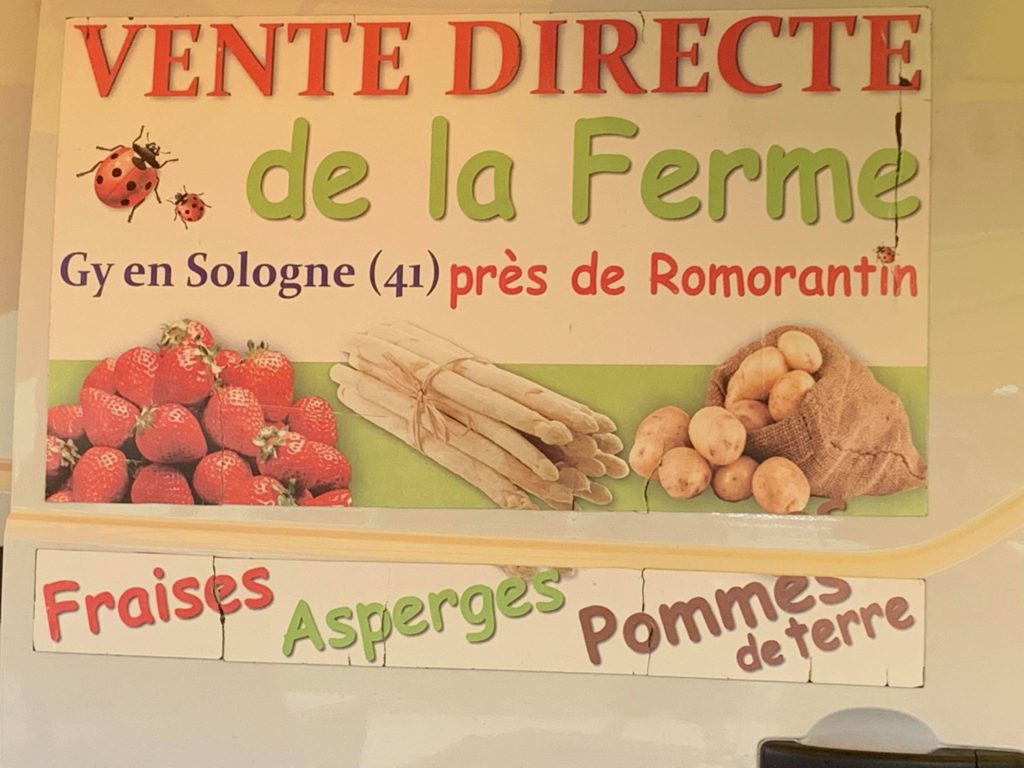 VENTE DIRECTE
de la Ferme
Gy en Sologne (41) près de Romorantin
Fraises Asperges Pommes
de terre